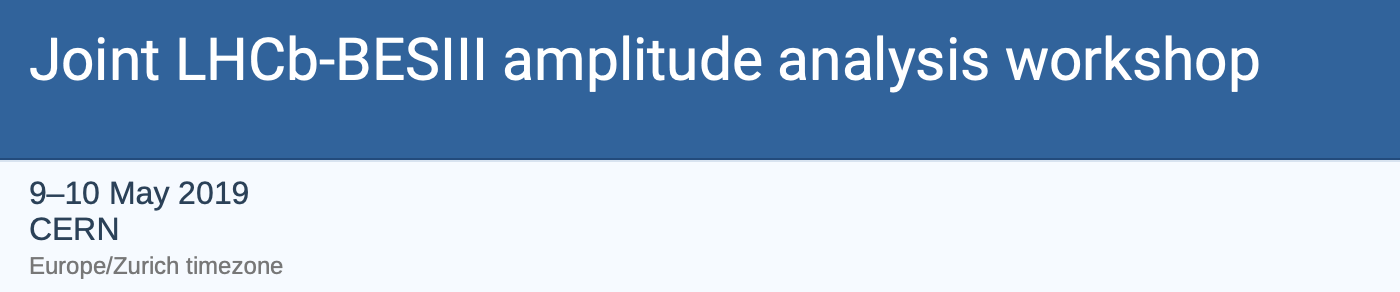 Joint LHCb-BESIII amplitude analysis workshop
9–10 May 2019
CERN
Europe/Zurich timezone